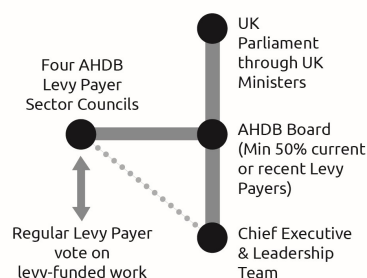 UK
Parliament
through UK
Ministers
Four AHDB
Levy Payer
Sector Councils
AHDB Board
(Min 50% current
or recent Levy
Payers)
Regular Levy Payer
vote on
levy-funded work
Chief Executive
& Leadership
Team